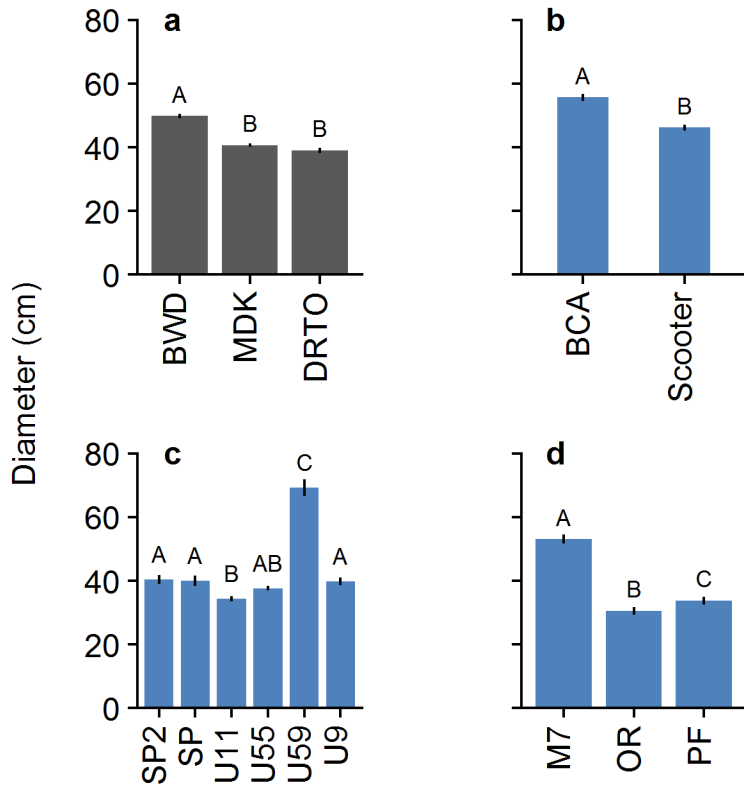 Diameter (cm)
a
80
60
40
20
0
A
B
B
BWD
MDK
DRTO
b
A
B
BCA
Scooter
c
80
60
40
20
0
A
A
B
AB
C
A
SP2
SP
U11
U55
U59
U9
d
A
B
C
M7
OR
PF